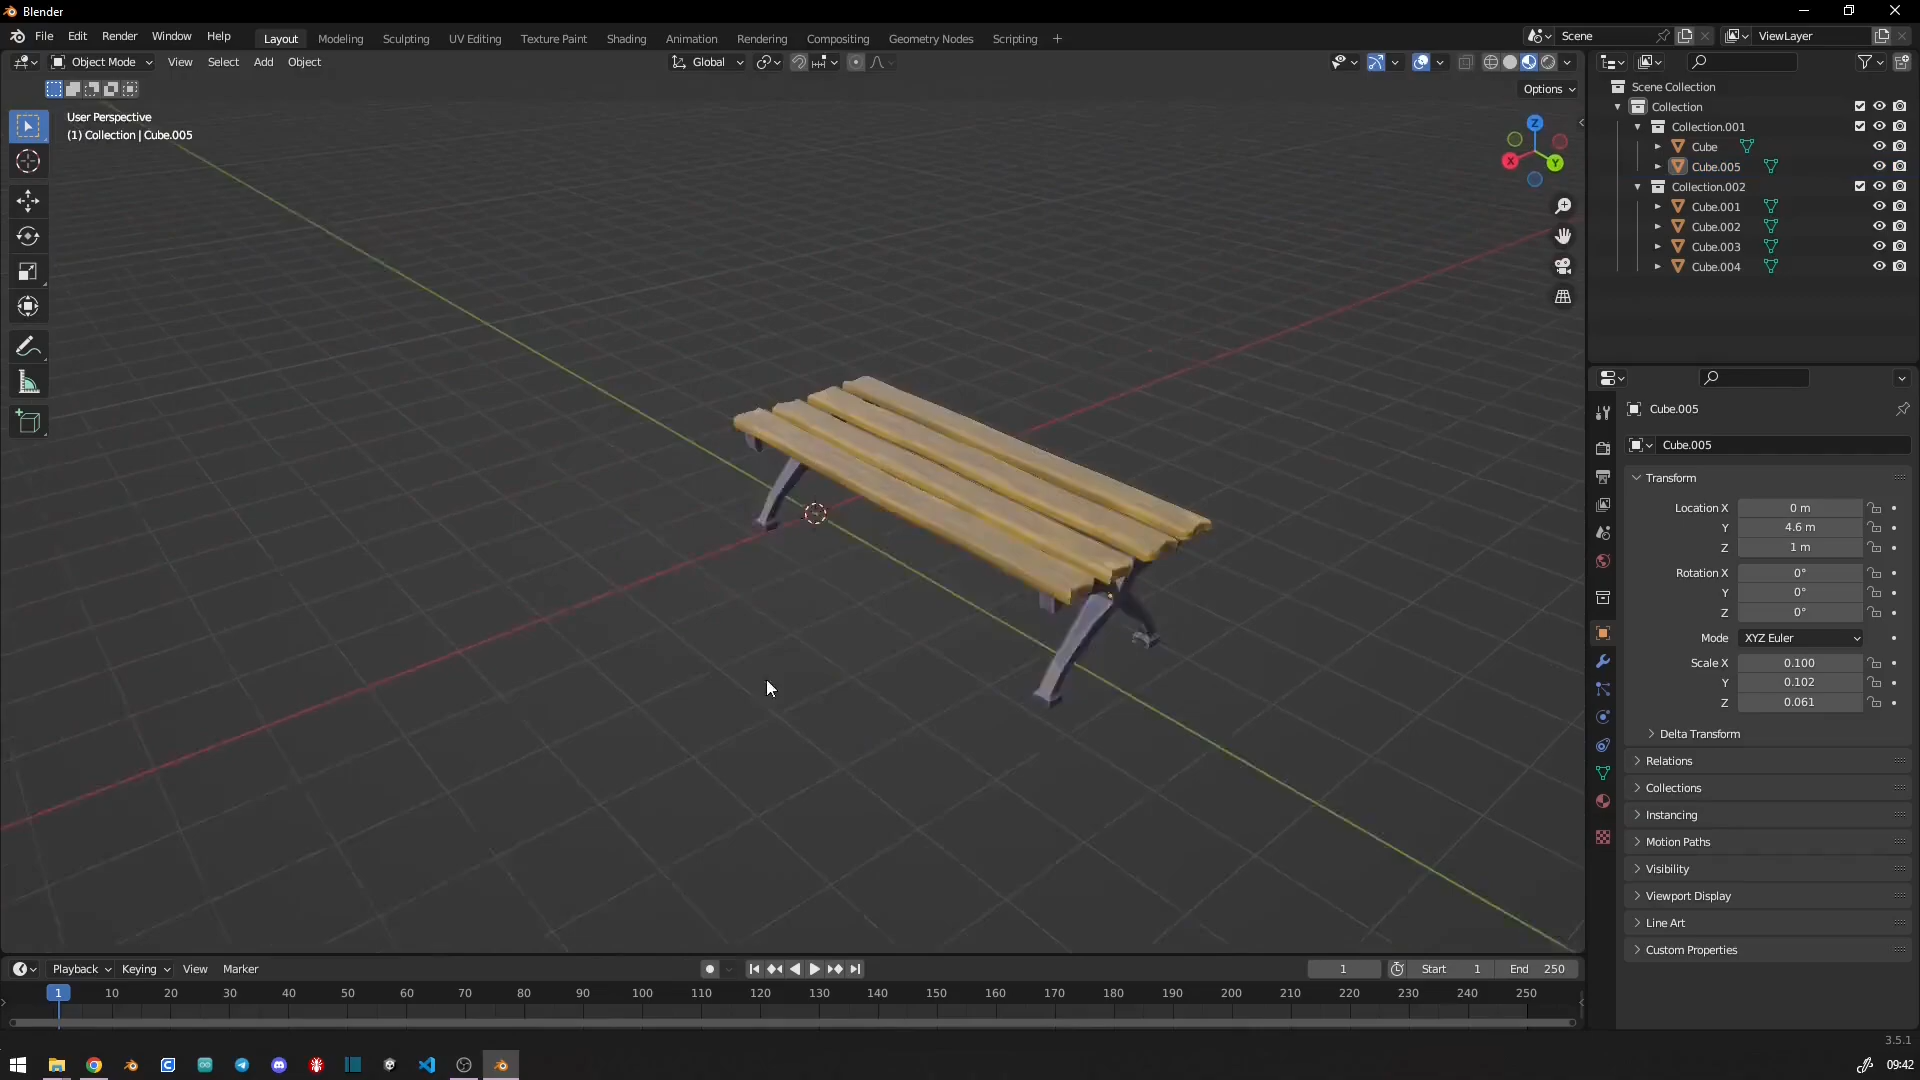 Blender
File Edit Render Window Help
Layout Modeling Sculpting UV Editing Texture Paint Shading Animation Rendering Compositing Geometry Nodes Scripting +
Scene
ViewLayer
Object Mode View Select Add Object
Global
Options
User Perspective
(1) Collection | Cube.005
Z
X
Y
Scene Collection
Collection
Collection.001
Cube
Cube.005
Collection.002
Cube.001
Cube.002
Cube.003
Cube.004
Cube.005
Cube.005
Transform
Location X 0 m
Y 4.6 m
Z 1 m
Rotation X 0°
Y 0°
Z 0°
Mode XYZ Euler
Scale X 0.100
Y 0.102
Z 0.061
Delta Transform
Relations
Collections
Instancing
Motion Paths
Visibility
Viewport Display
Line Art
Custom Properties
Playback Keying View Marker
1 Start 1 End 250
1 10 20 30 40 50 60 70 80 90 100 110 120 130 140 150 160 170 180 190 200 210 220 230 240 250
3.5.1
09:42